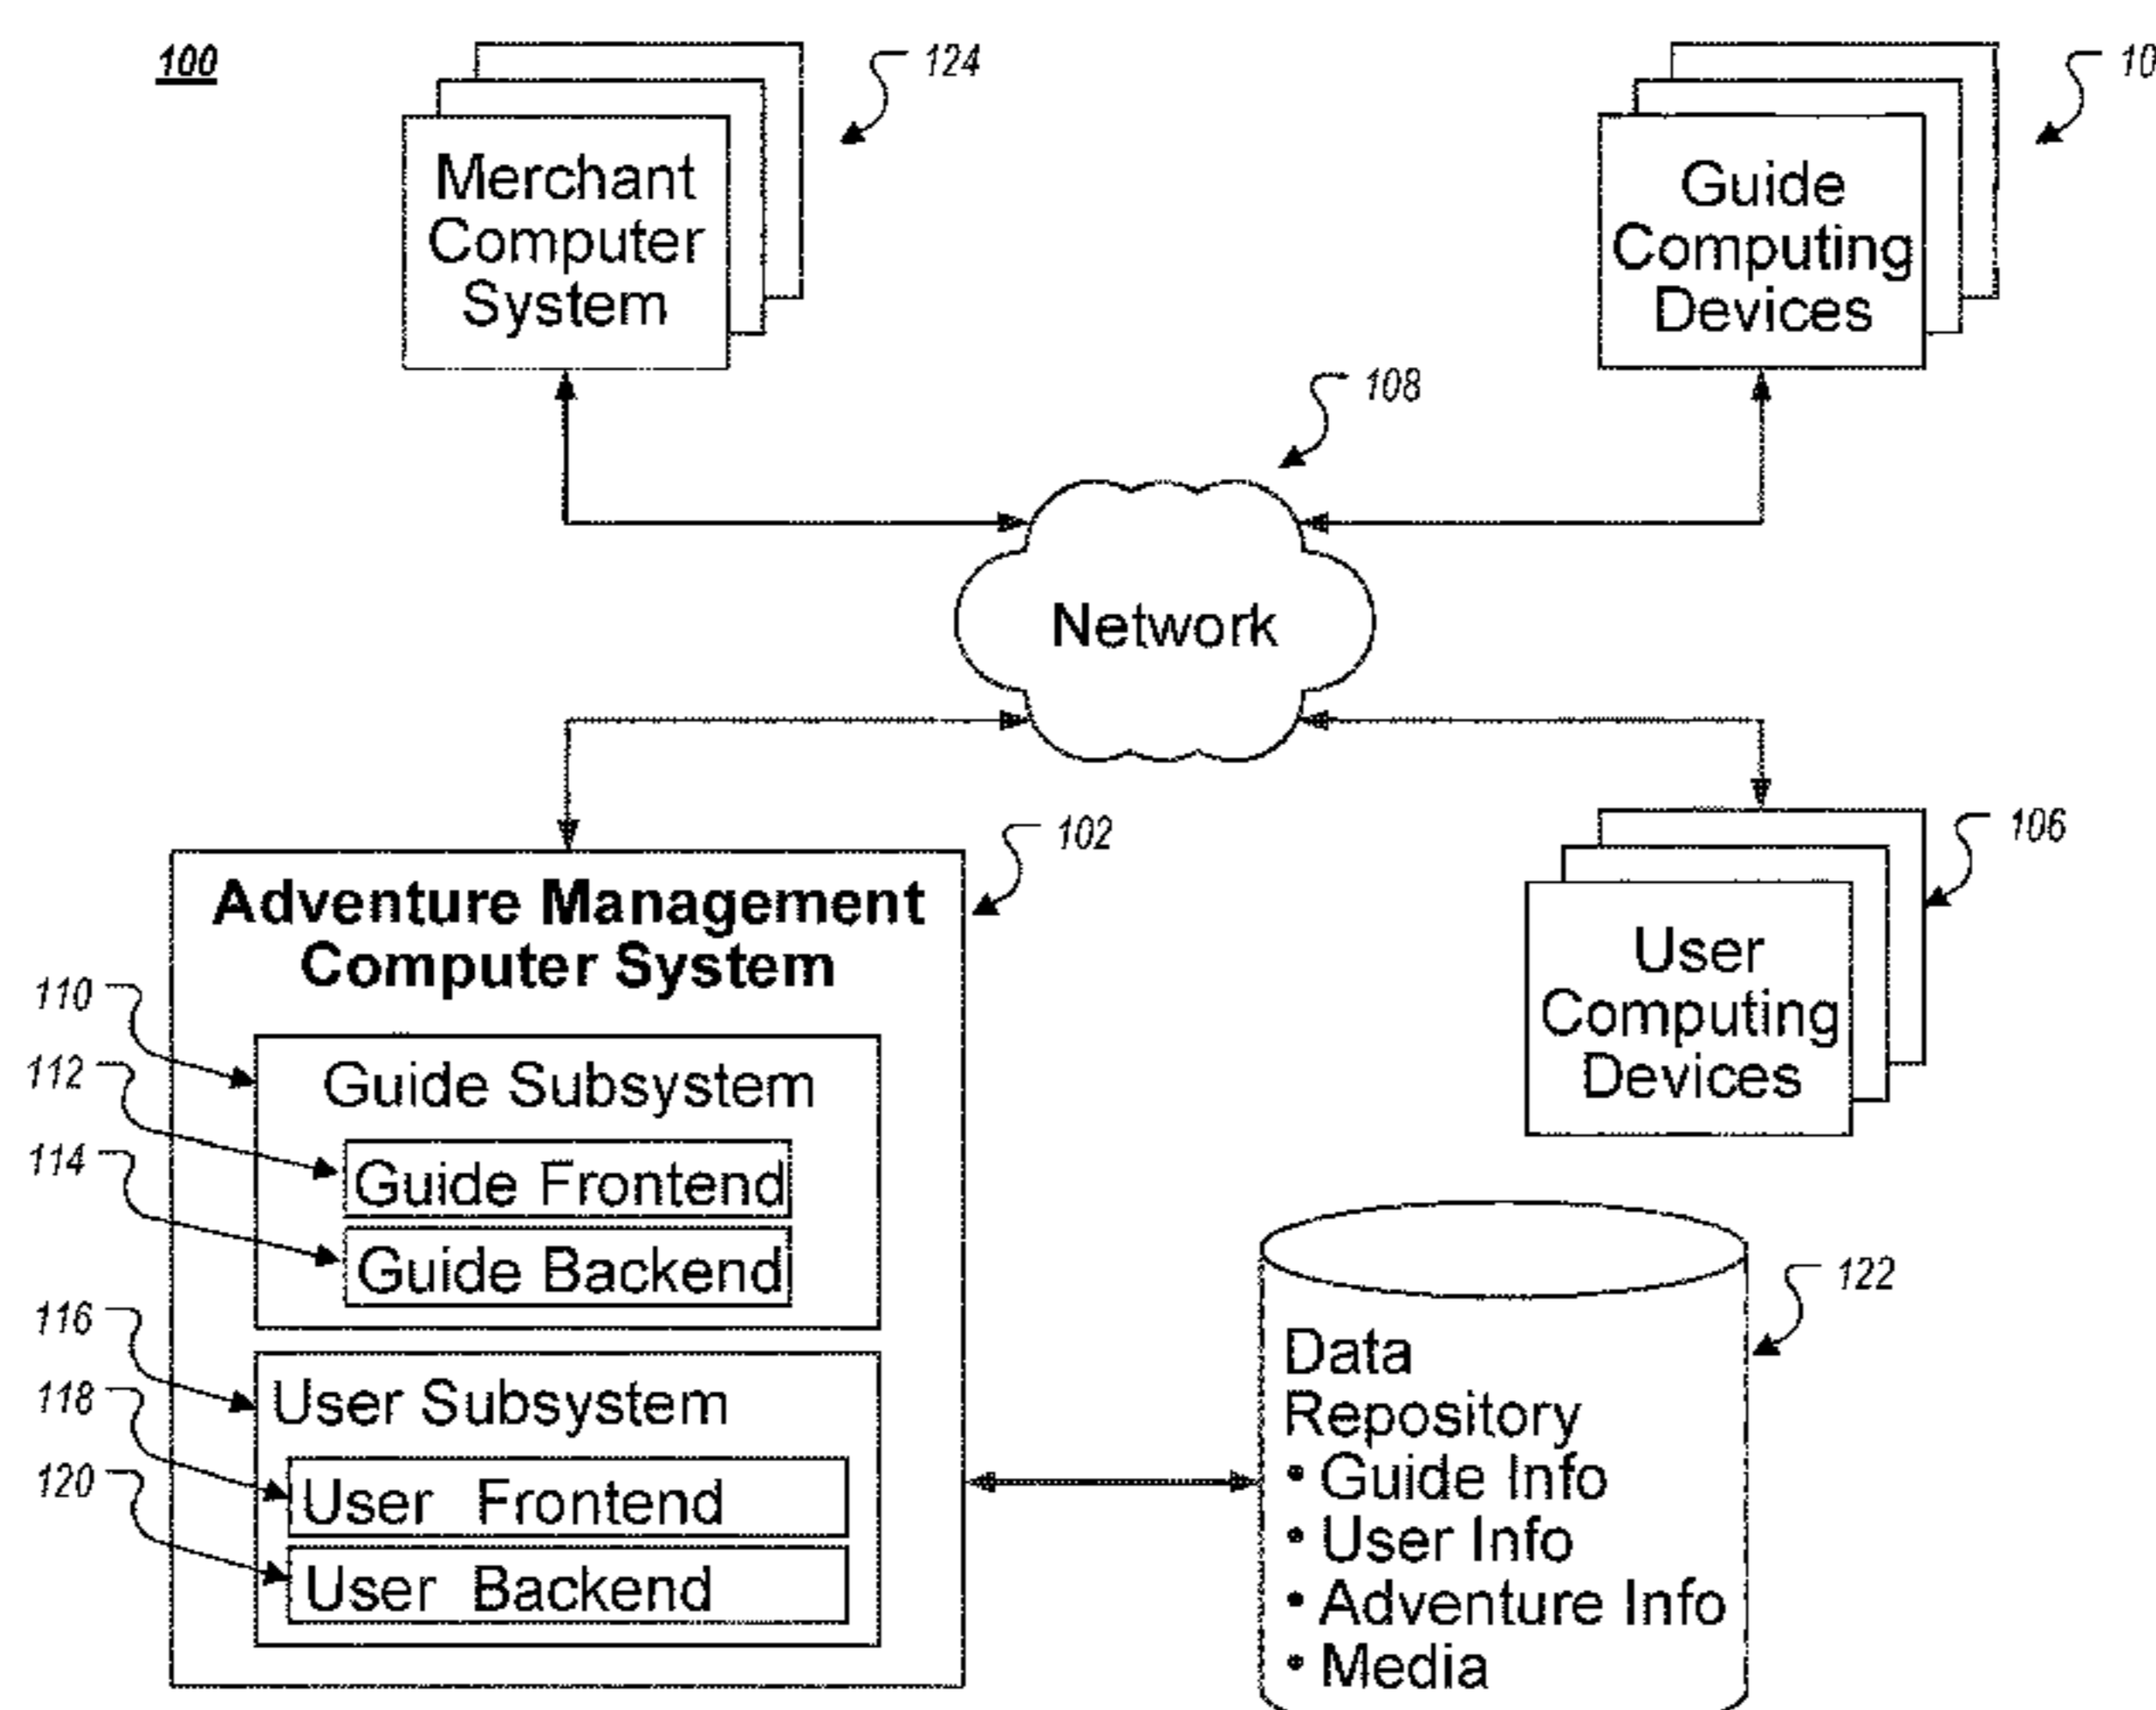 100
124
10
Merchant
Computer
System
Guide
Computing
Devices
108
Network
102
106
Adventure Management
Computer System
User
Computing
Devices
110
Guide Subsystem
112
Guide Frontend
114
Guide Backend
116
User Subsystem
118
User Frontend
120
User Backend
122
Data
Repository
• Guide Info
• User Info
• Adventure Info
• Media